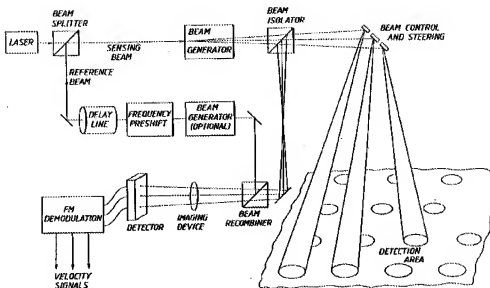 BEAM
SPLITTER
LASER
SENSING
BEAM
BEAM
GENERATOR
BEAM
ISOLATOR
BEAM CONTROL
AND STEERING
REFERENCE
BEAM
DELAY
LINE
FREQUENCY
PRESHIFT
BEAM
GENERATOR
(OPTIONAL)
FM
DEMODULATION
DETECTOR
IMAGING
DEVICE
BEAM
RECOMBINER
VELOCITY
SIGNALS
DETECTION
AREA